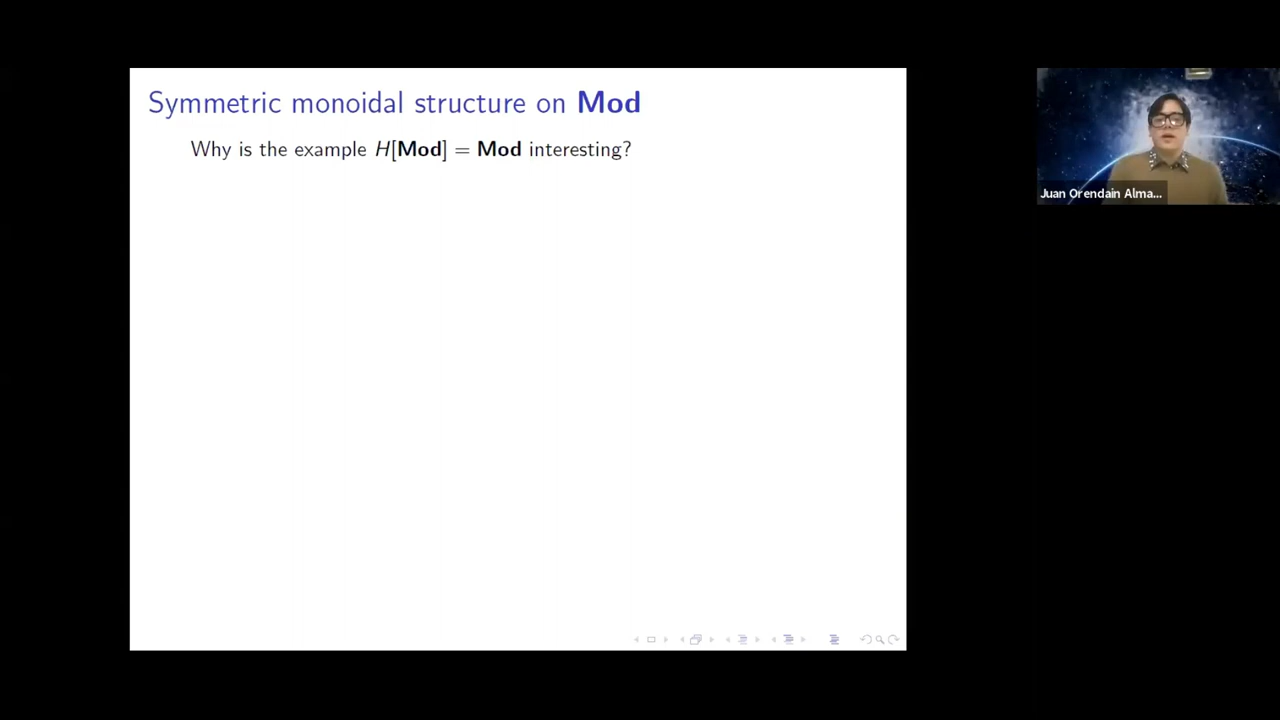 Symmetric monoidal structure on Mod
Why is the example H[Mod] = Mod interesting?
Juan Orendain Alma...